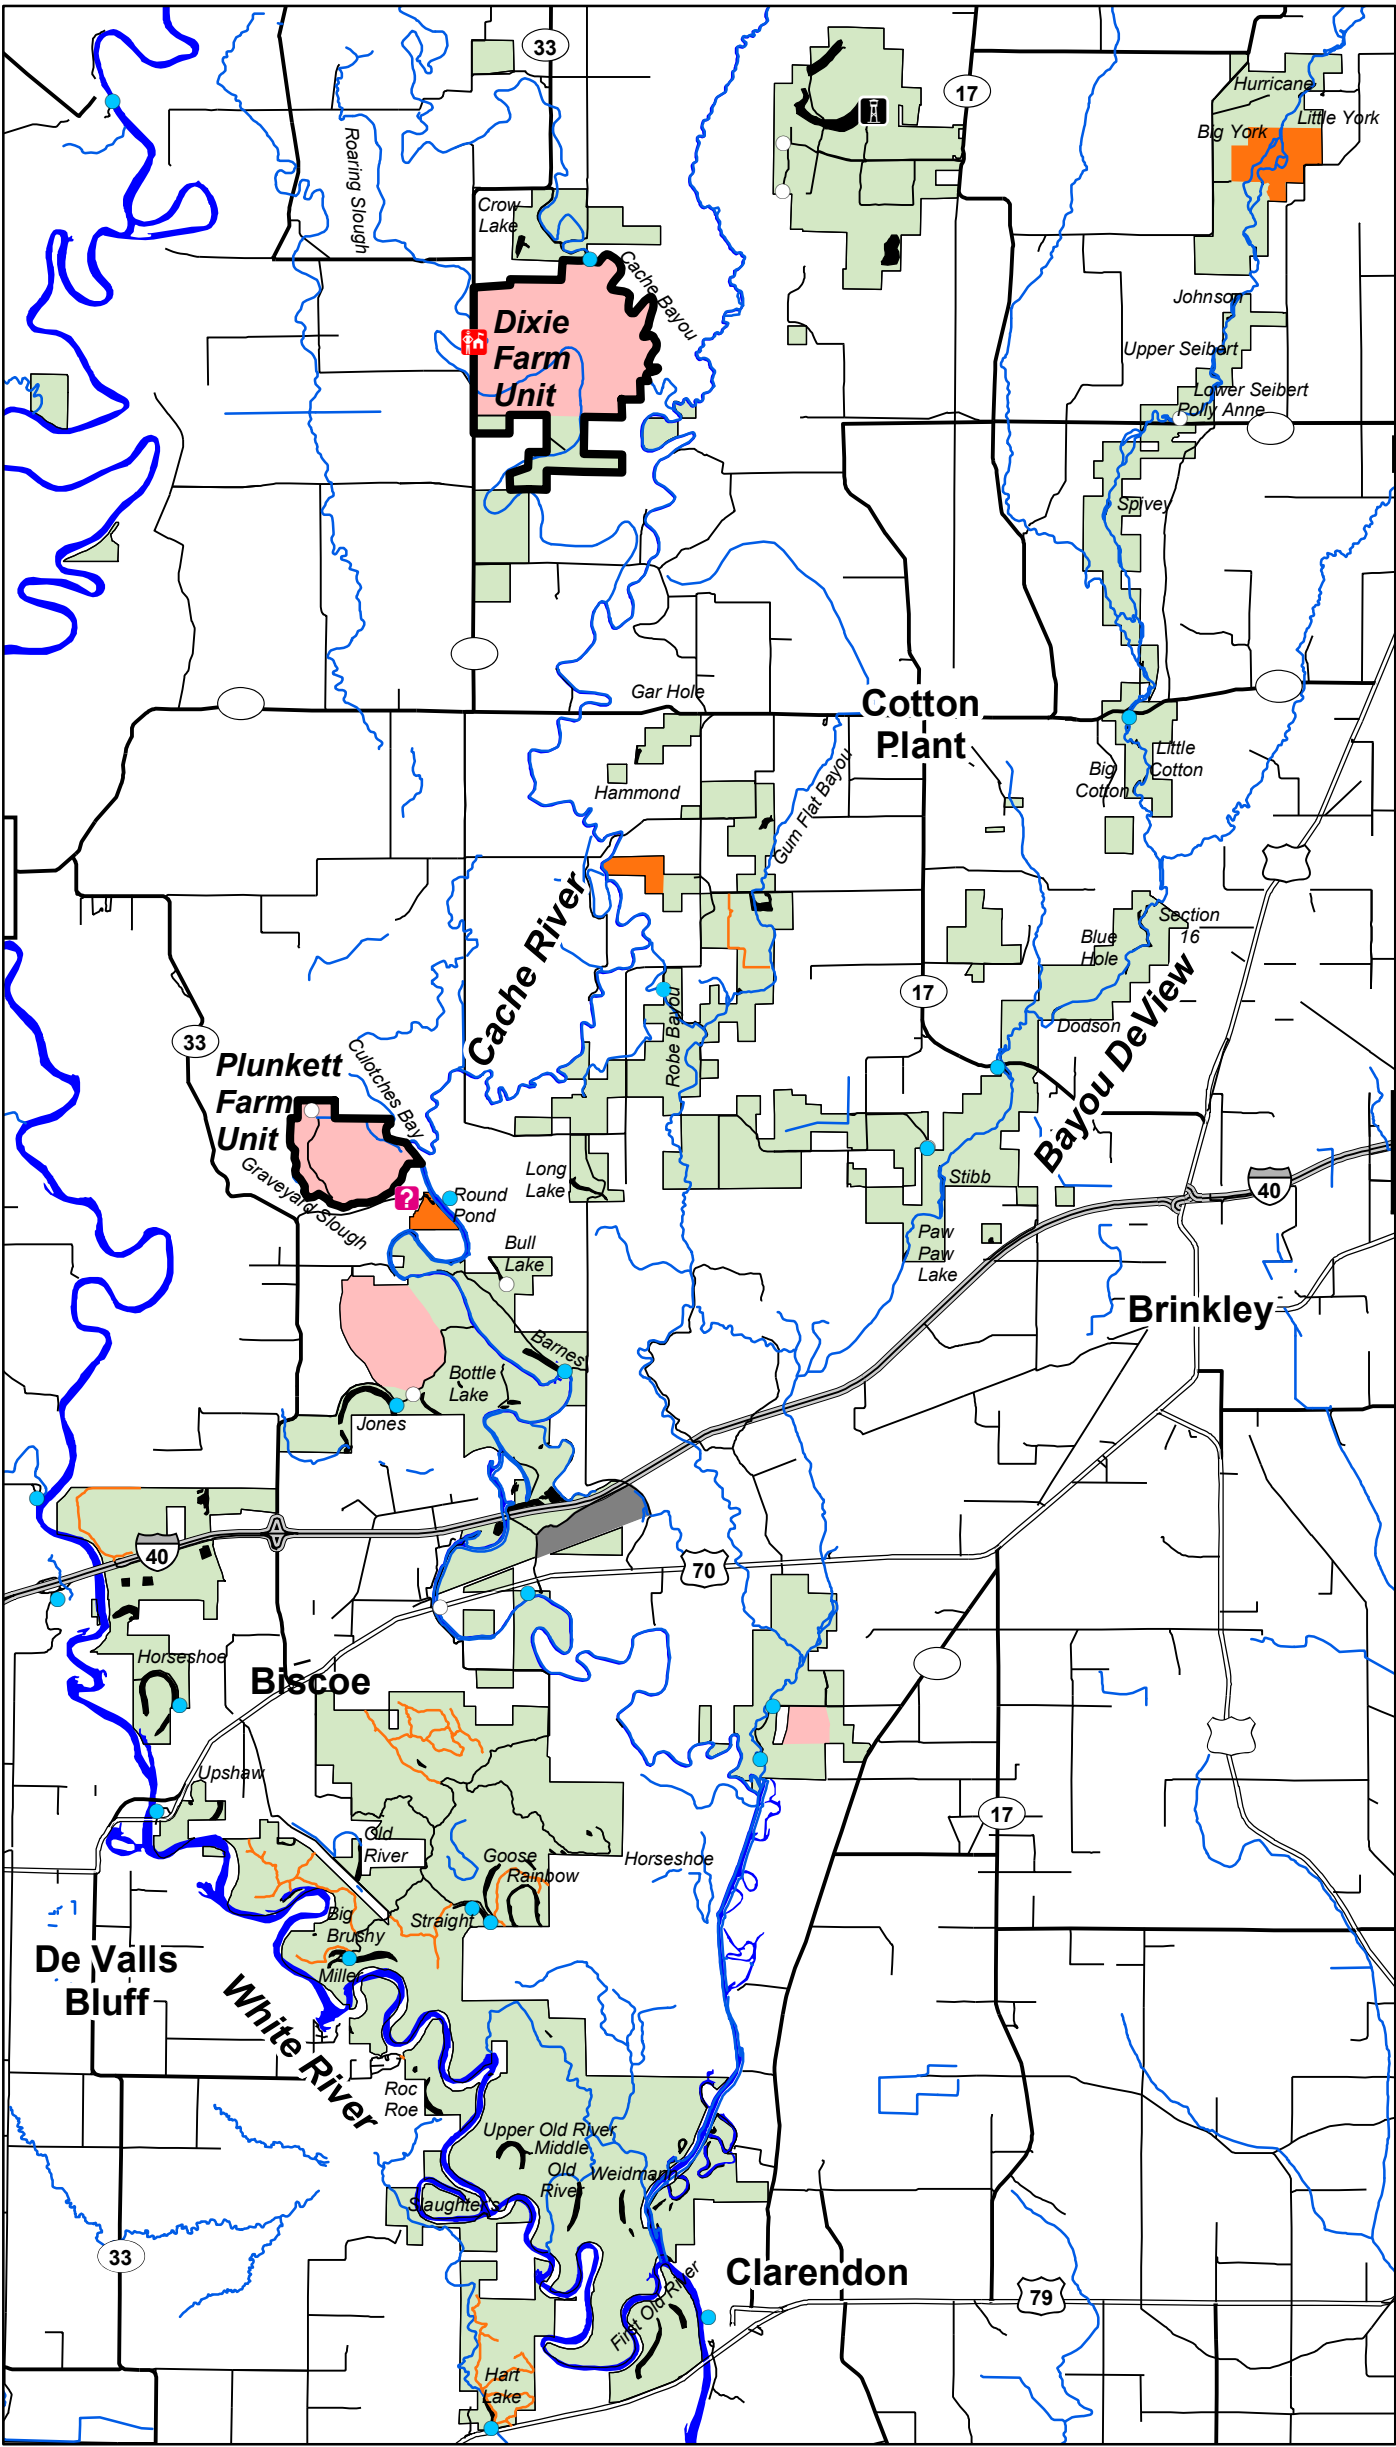 33
17
Hurricane
Little York
Big York
Roaring Slough
Crow
Lake
Cache Bayou
Dixie
Farm
Unit
Johnson
Upper Seibert
Lower Seibert
Polly Anne
Spivey
Gar Hole
Cotton
Plant
Little
Cotton
Big
Cotton
Hammond
Gum Flat Bayou
Cache River
Section
16
Blue
Hole
17
Dodson
Bayou DeView
33
Robe Bayou
Plunkett
Farm
Unit
Culotches Bay
Graveyard Slough
Long
Lake
Stibb
40
?
Round
Pond
Bull
Lake
Paw
Paw
Lake
Brinkley
Barnes
Bottle
Lake
Jones
40
70
Horseshoe
Biscoe
Upshaw
17
Old
River
Goose
Rainbow
Horseshoe
Big
Brushy
Straight
Miller
De Valls
Bluff
White River
Roc
Roe
Upper Old River
Middle
Old
River
Weidmann
Slaughter's
33
Clarendon
79
First Old River
Hart
Lake